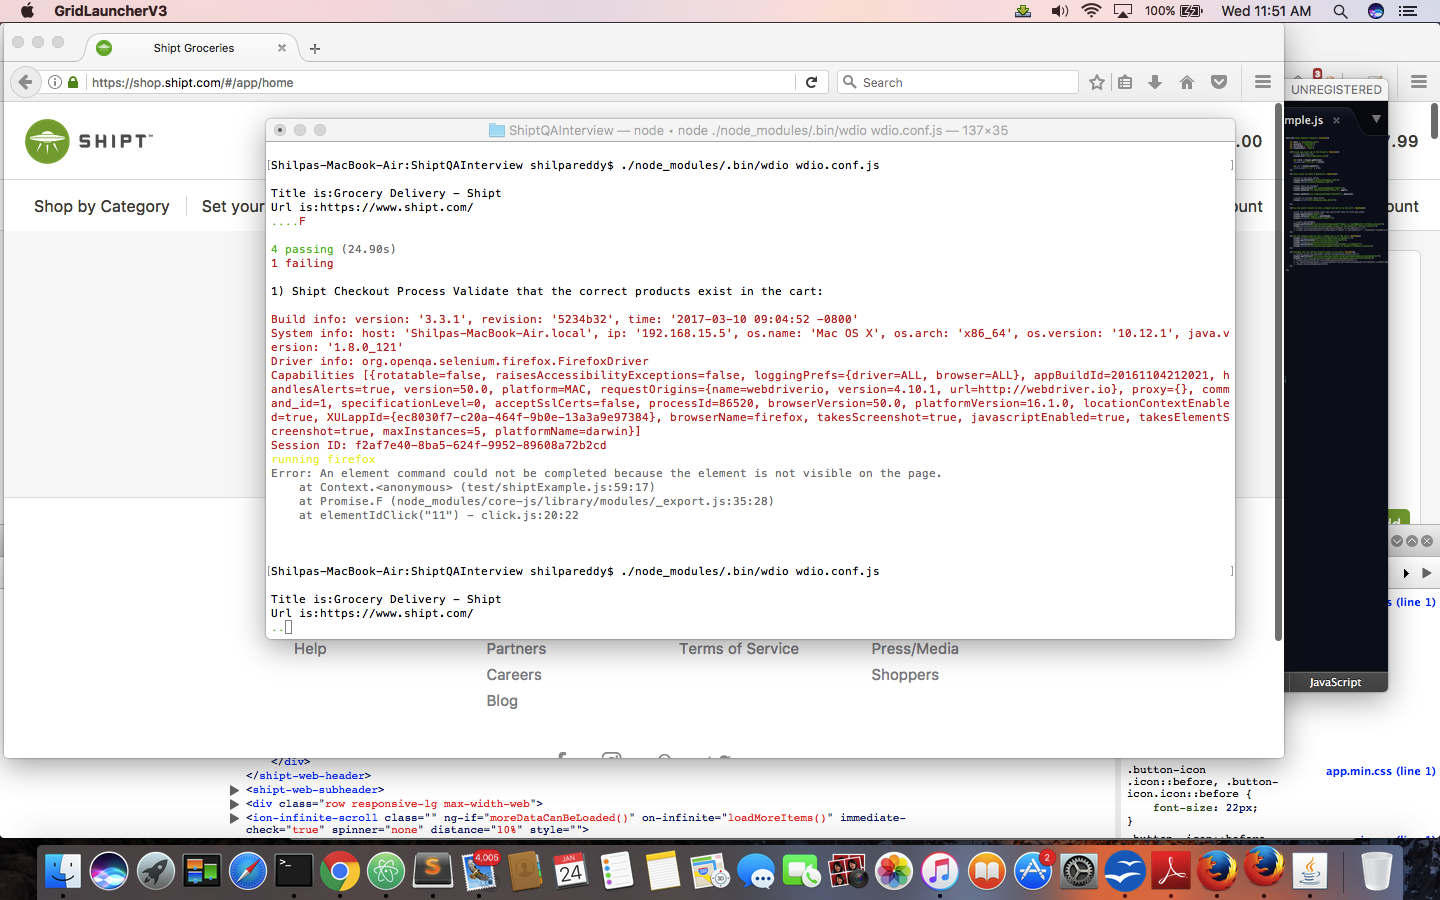 GridLauncherV3
100% Wed 11:51 AM
Shipt Groceries
https://shop.shipt.com/#/app/home
Search
3
UNREGISTERED
SHIPT
mple.js
.00
7.99
Shop by Category
Set your
ount
ount
ShiptQAInterview — node • node ./node_modules/.bin/wdio wdio.conf.js — 137×35
[Shilpas-MacBook-Air:ShiptQAInterview shilpareddy$ ./node_modules/.bin/wdio wdio.conf.js ]
Title is:Grocery Delivery - Shipt
Url is:https://www.shipt.com/
....F
4 passing (24.90s)
1 failing
1) Shipt Checkout Process Validate that the correct products exist in the cart:
Build info: version: '3.3.1', revision: '5234b32', time: '2017-03-10 09:04:52 -0800'
System info: host: 'Shilpas-MacBook-Air.local', ip: '192.168.15.5', os.name: 'Mac OS X', os.arch: 'x86_64', os.version: '10.12.1', java.v
ersion: '1.8.0_121'
Driver info: org.openqa.selenium.firefox.FirefoxDriver
Capabilities [{rotatable=false, raisesAccessibilityExceptions=false, loggingPrefs={driver=ALL, browser=ALL}, appBuildId=20161104212021, h
andlesAlerts=true, version=50.0, platform=MAC, requestOrigins={name=webdriverio, version=4.10.1, url=http://webdriver.io}, proxy={}, comm
and_id=1, specificationLevel=0, acceptSslCerts=false, processId=86520, browserVersion=50.0, platformVersion=16.1.0, locationContextEnable
d=true, XULappId={ec8030f7-c20a-464f-9b0e-13a3a9e97384}, browserName=firefox, takesScreenshot=true, javascriptEnabled=true, takesElementS
creenshot=true, maxInstances=5, platformName=darwin}]
Session ID: f2af7e40-8ba5-624f-9952-89608a72b2cd
running firefox
Error: An element command could not be completed because the element is not visible on the page.
at Context.<anonymous> (test/shiptExample.js:59:17)
at Promise.F (node_modules/core-js/library/modules/_export.js:35:28)
at elementIdClick("11") - click.js:20:22
[Shilpas-MacBook-Air:ShiptQAInterview shilpareddy$ ./node_modules/.bin/wdio wdio.conf.js ]
Title is:Grocery Delivery - Shipt
Url is:https://www.shipt.com/
..
s (line 1)
JavaScript
Help
Partners
Terms of Service
Press/Media
Careers
Shoppers
Blog
</div>
</shipt-web-header>
<shipt-web-subheader>
<div class="row responsive-lg max-width-web">
<ion-infinite-scroll class="" ng-if="moreDataCanBeLoaded()" on-infinite="loadMoreItems()" immediate-
check="true" spinner="none" distance="10%" style="">
.button-icon
app.min.css (line 1)
.icon::before, .button-
icon.icon::before {
font-size: 22px;
}
4,005
JAN
24
2